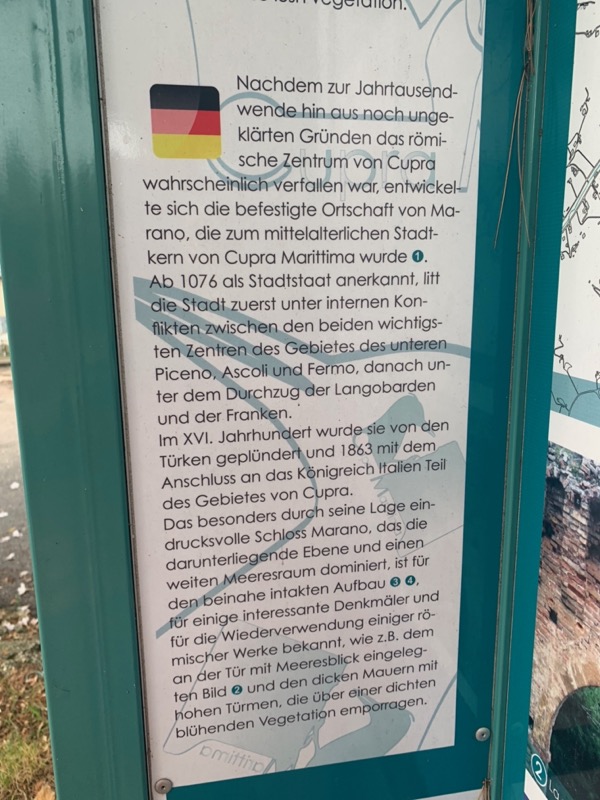 vegetation.
Nachdem zur Jahrtausend-
wende hin aus noch unge-
klärten Gründen das römi-
sche Zentrum von Cupra
wahrscheinlich verfallen war, entwickel-
te sich die befestigte Ortschaft von Ma-
rano, die zum mittelalterlichen Stadt-
kern von Cupra Marittima wurde ❶.
Ab 1076 als Stadtstaat anerkannt, litt
die Stadt zuerst unter internen Kon-
flikten zwischen den beiden wichtigs-
ten Zentren des Gebietes des unteren
Piceno, Ascoli und Fermo, danach un-
ter dem Durchzug der Langobarden
und der Franken.
Im XVI. Jahrhundert wurde sie von den
Türken geplündert und 1863 mit dem
Anschluss an das Königreich Italien Teil
des Gebietes von Cupra.
Das besonders durch seine Lage ein-
drucksvolle Schloss Marano, das die
darunterliegende Ebene und einen
weiten Meeresraum dominiert, ist für
den beinahe intakten Aufbau ❸ ❹,
für einige interessante Denkmäler und
für die Wiederverwendung einiger rö-
mischer Werke bekannt, wie z.B. dem
an der Tür mit Meeresblick eingeleg-
ten Bild ❷ und den dicken Mauern mit
hohen Türmen, die über einer dichten
blühenden Vegetation emporragen.
Cupra
2